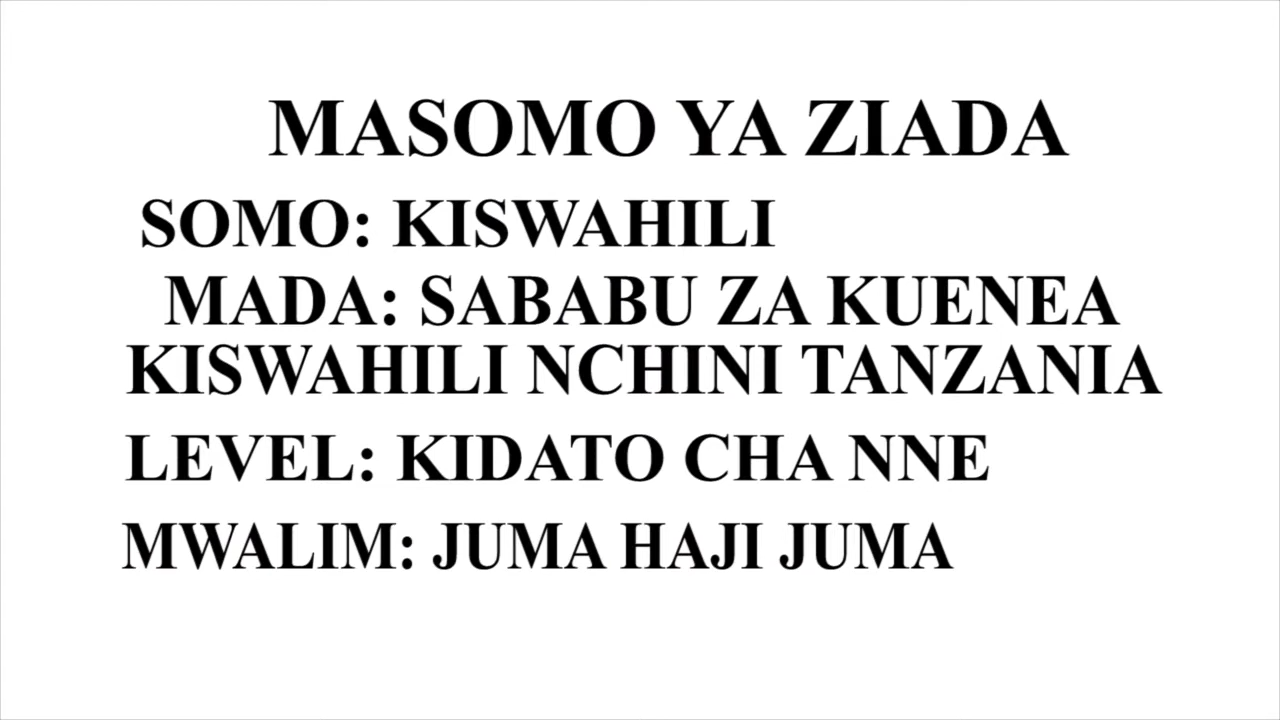 MASOMO YA ZIADA
SOMO: KISWAHILI
MADA: SABABU ZA KUENEA
KISWAHILI NCHINI TANZANIA
LEVEL: KIDATO CHA NNE
MWALIM: JUMA HAJI JUMA